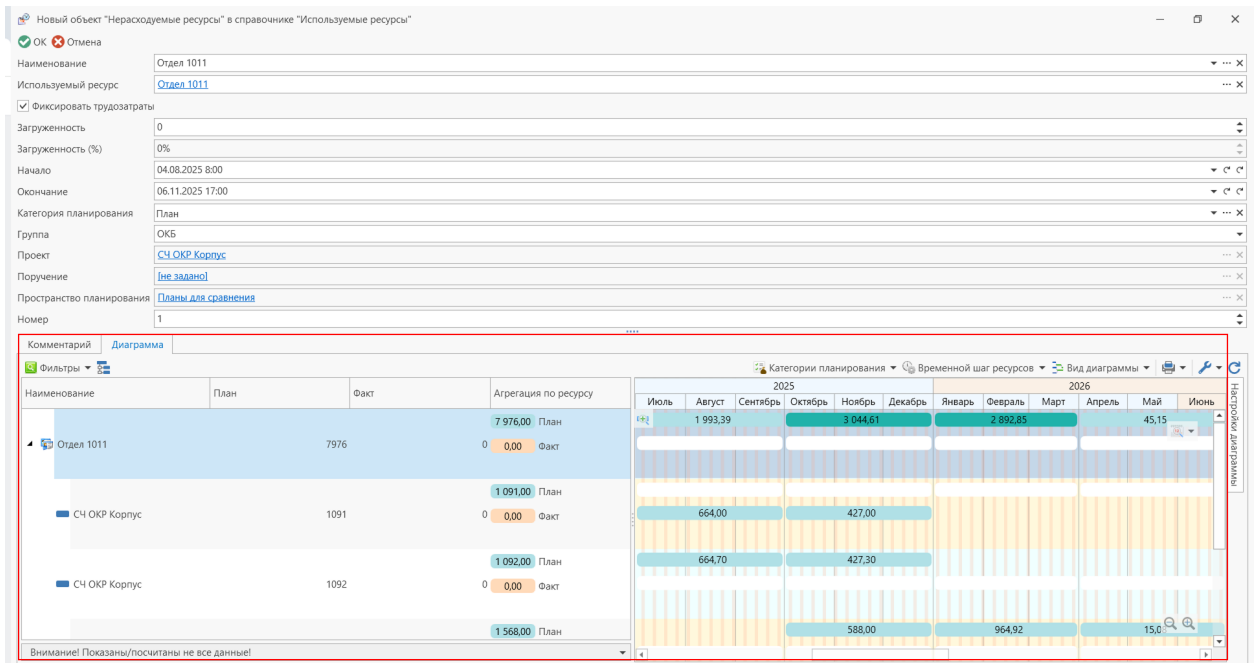 Новый объект "Нерасходуемые ресурсы" в справочнике "Используемые ресурсы"
ОК Отмена
Наименование Отдел 1011
Используемый ресурс Отдел 1011
Фиксировать трудозатраты
Загруженность 0
Загруженность (%) 0%
Начало 04.08.2025 8:00
Окончание 06.11.2025 17:00
Категория планирования План
Группа ОКБ
Проект СЧ ОКР Корпус
Поручение [не задано]
Пространство планирования Планы для сравнения
Номер 1
Комментарий Диаграмма
Фильтры Категории планирования Временной шаг ресурсов Вид диаграммы
Наименование План Факт Агрегация по ресурсу
2025 2026
Июль Август Сентябрь Октябрь Ноябрь Декабрь Январь Февраль Март Апрель Май Июнь
Настройки диаграммы
7 976,00 План 1 993,39 3 044,61 2 892,85 45,15
Отдел 1011 7976 0 0,00 Факт
1 091,00 План
СЧ ОКР Корпус 1091 0 0,00 Факт 664,00 427,00
1 092,00 План 664,70 427,30
СЧ ОКР Корпус 1092 0 0,00 Факт
1 568,00 План 588,00 964,92 15,0
Внимание! Показаны/посчитаны не все данные!